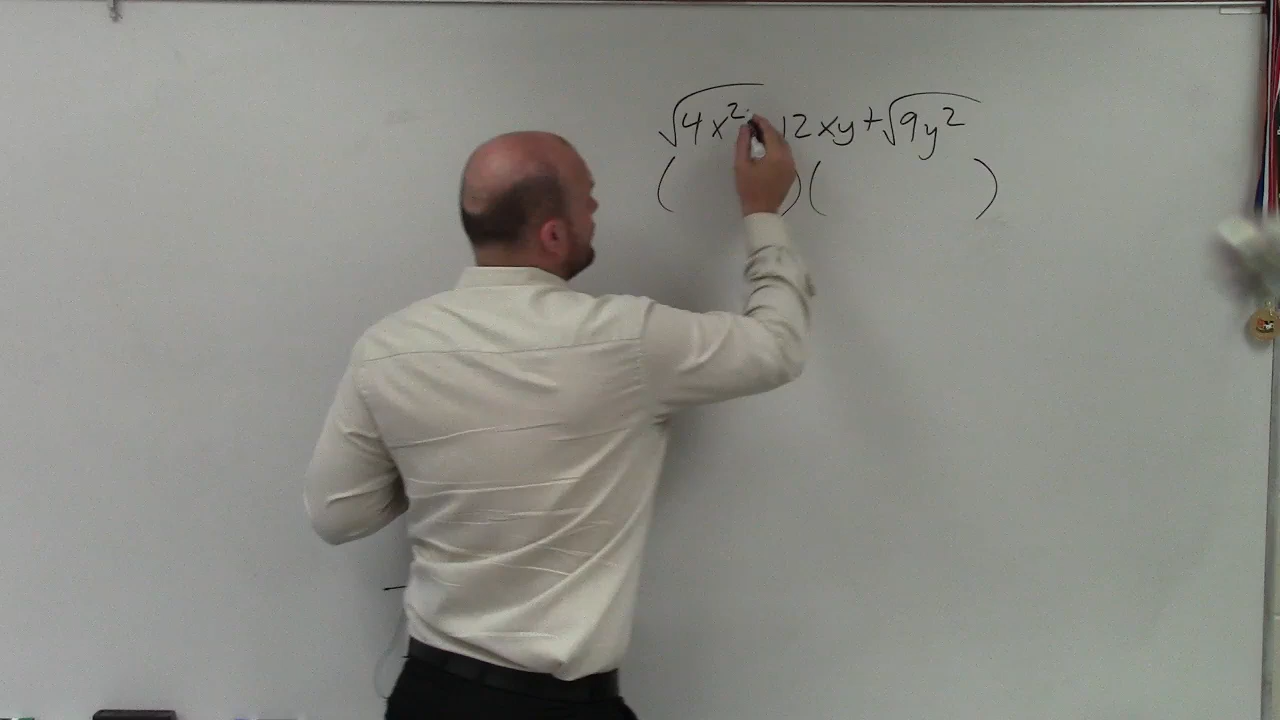 √4x² 12xy+√9y²
( )( )